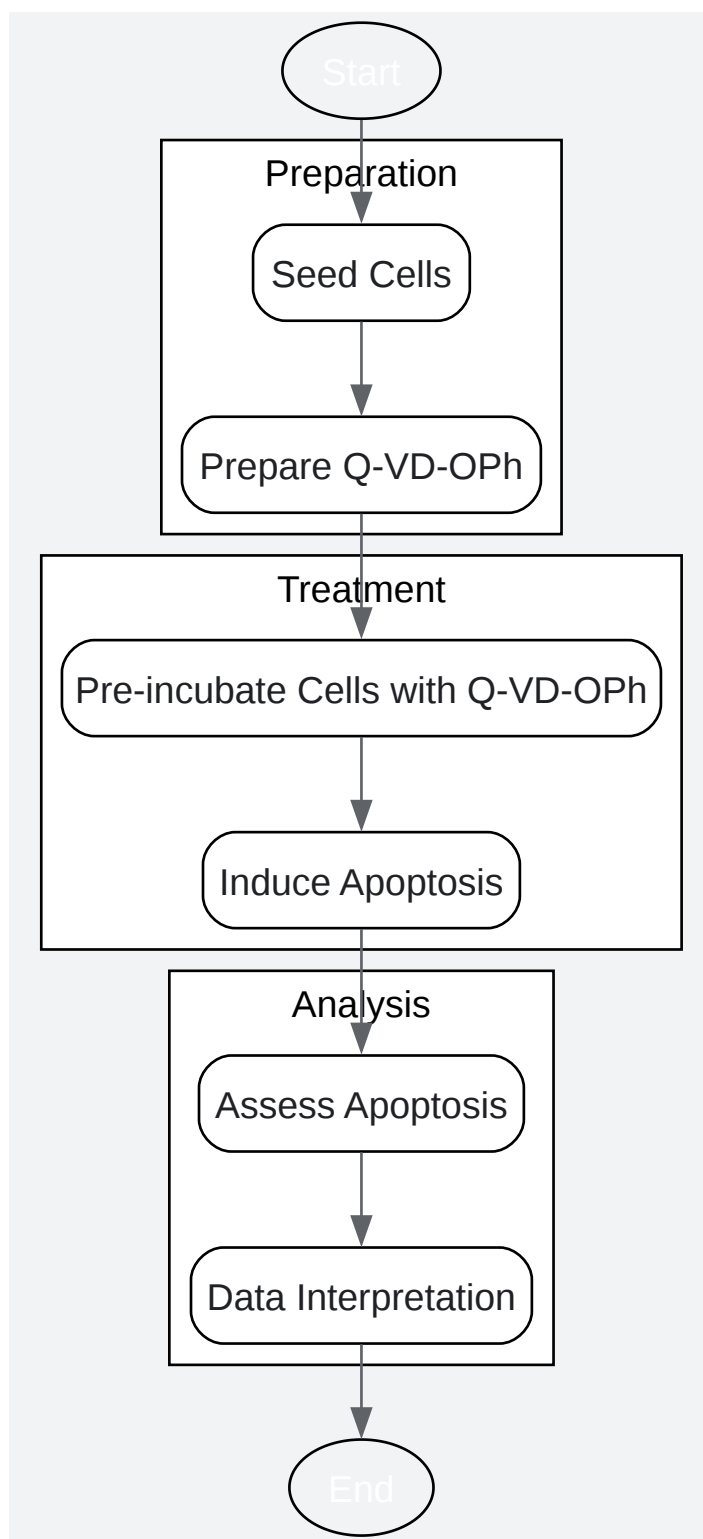 Start
Preparation
Seed Cells
Prepare Q-VD-OPh
Treatment
Pre-incubate Cells with Q-VD-OPh
Induce Apoptosis
Analysis
Assess Apoptosis
Data Interpretation
End